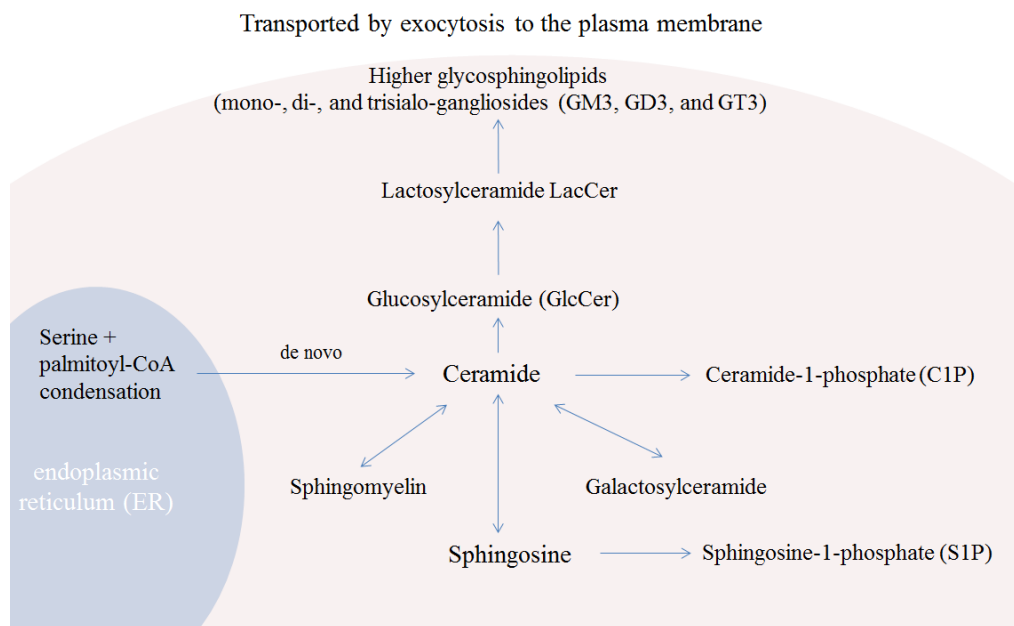 Transported by exocytosis to the plasma membrane
Higher glycosphingolipids
(mono-, di-, and trisialo-gangliosides (GM3, GD3, and GT3)
Lactosylceramide LacCer
Glucosylceramide (GlcCer)
Serine +
palmitoyl-CoA
condensation
de novo
Ceramide
Ceramide-1-phosphate (C1P)
endoplasmic
reticulum (ER)
Sphingomyelin
Galactosylceramide
Sphingosine
Sphingosine-1-phosphate (S1P)